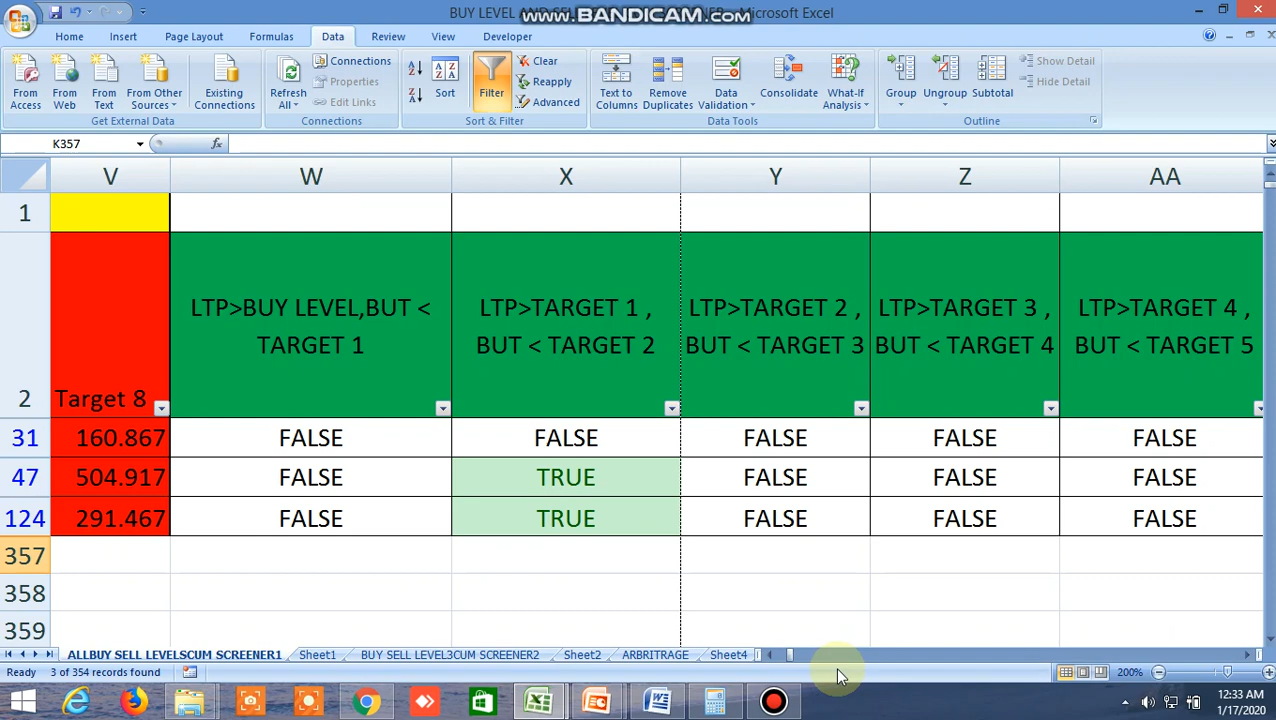 BUY LEVEL AND SE
www.BANDICAM.com
NER - Microsoft Excel
Home Insert Page Layout Formulas Data Review View Developer
From Access
From Web
From Text
From Other Sources
Existing Connections
Get External Data
Refresh All
Connections
Properties
Edit Links
Connections
Sort
Filter
Clear
Reapply
Advanced
Sort & Filter
Text to Columns
Remove Duplicates
Data Validation
Consolidate
What-If Analysis
Data Tools
Group
Ungroup
Subtotal
Show Detail
Hide Detail
Outline
K357 fx
V W X Y Z AA
1
2 Target 8
LTP>BUY LEVEL,BUT <
TARGET 1
LTP>TARGET 1 ,
BUT < TARGET 2
LTP>TARGET 2 ,
BUT < TARGET 3
LTP>TARGET 3 ,
BUT < TARGET 4
LTP>TARGET 4 ,
BUT < TARGET 5
31 160.867 FALSE FALSE FALSE FALSE FALSE
47 504.917 FALSE TRUE FALSE FALSE FALSE
124 291.467 FALSE TRUE FALSE FALSE FALSE
357
358
359
ALLBUY SELL LEVELSCUM SCREENER1 Sheet1 BUY SELL LEVEL3CUM SCREENER2 Sheet2 ARBRITRAGE Sheet4
Ready 3 of 354 records found 200%
12:33 AM
1/17/2020